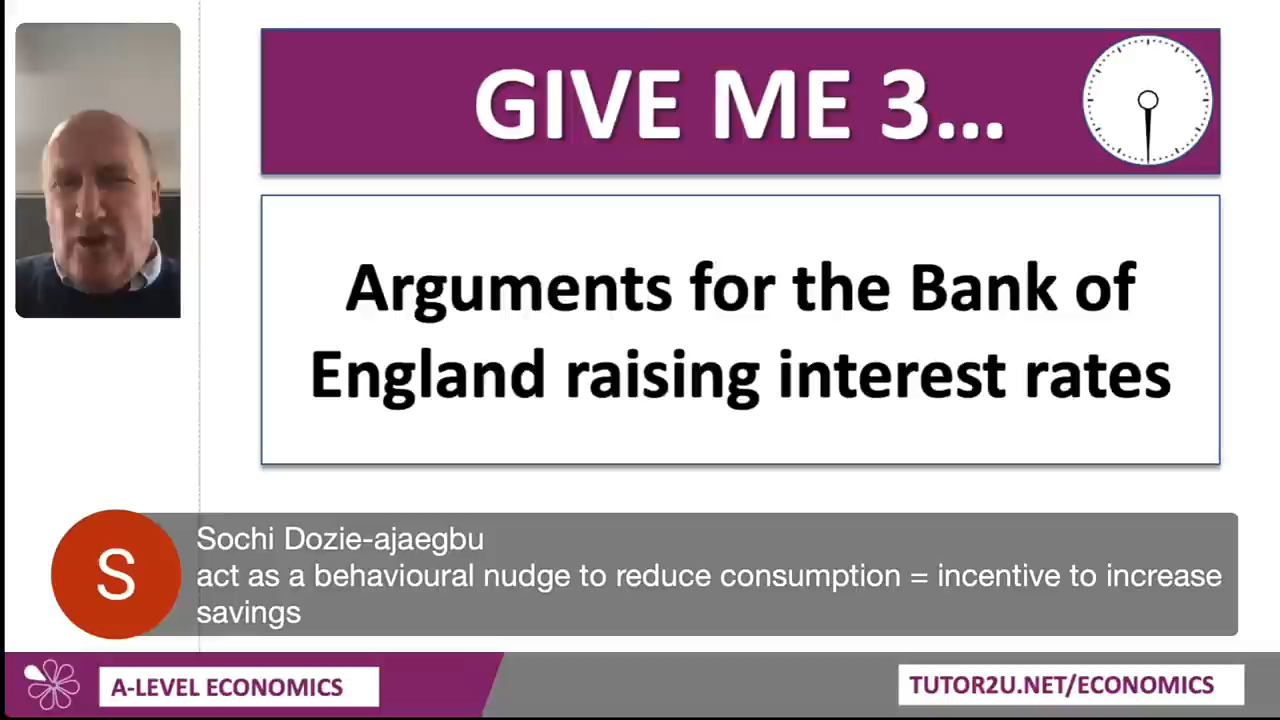 GIVE ME 3...
Arguments for the Bank of
England raising interest rates
S
Sochi Dozie-ajaegbu
act as a behavioural nudge to reduce consumption = incentive to increase
savings
A-LEVEL ECONOMICS
TUTOR2U.NET/ECONOMICS